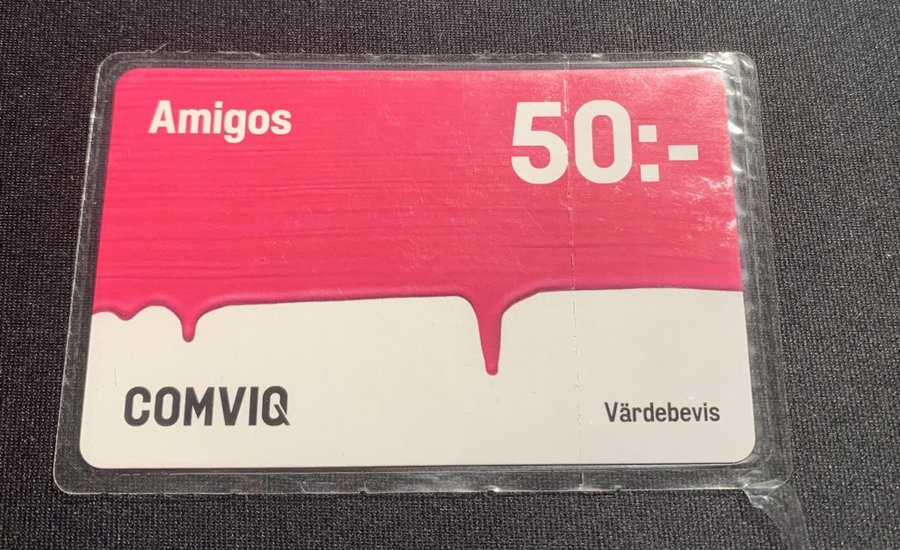 Amigos
50:-
COMVIQ
Värdebevis